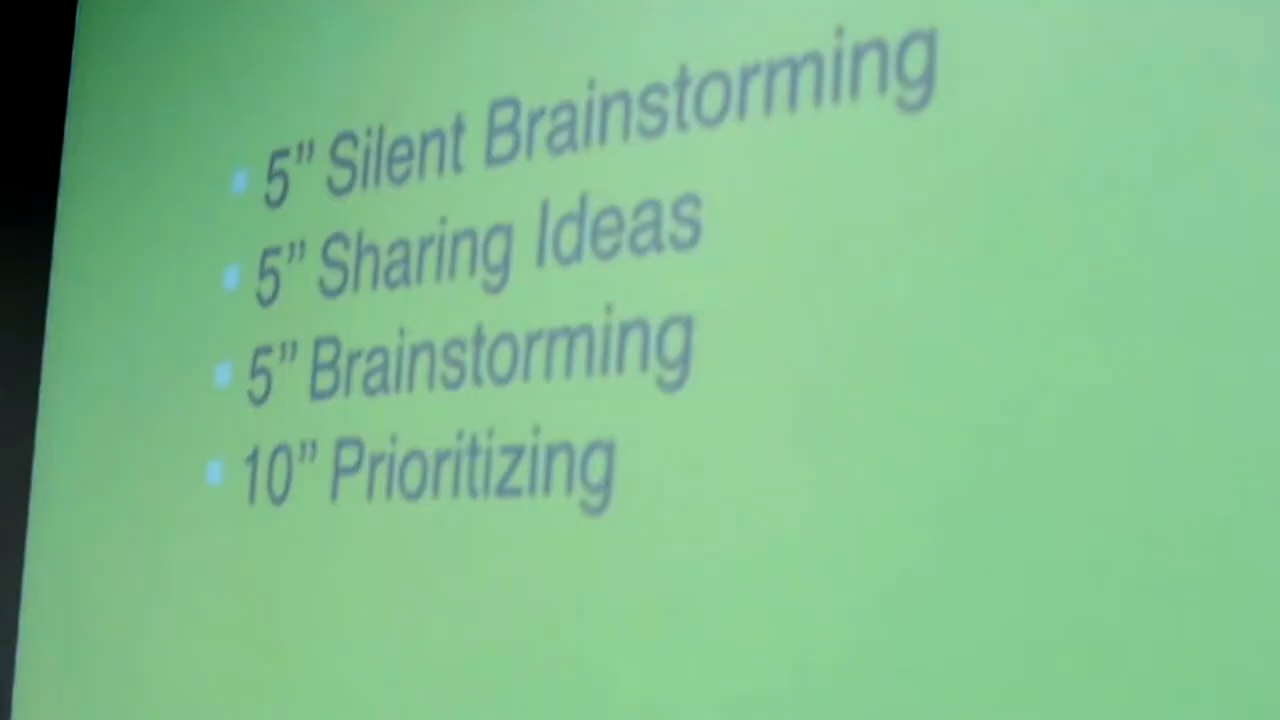 ▪ 5” Silent Brainstorming
▪ 5” Sharing Ideas
▪ 5” Brainstorming
▪ 10” Prioritizing